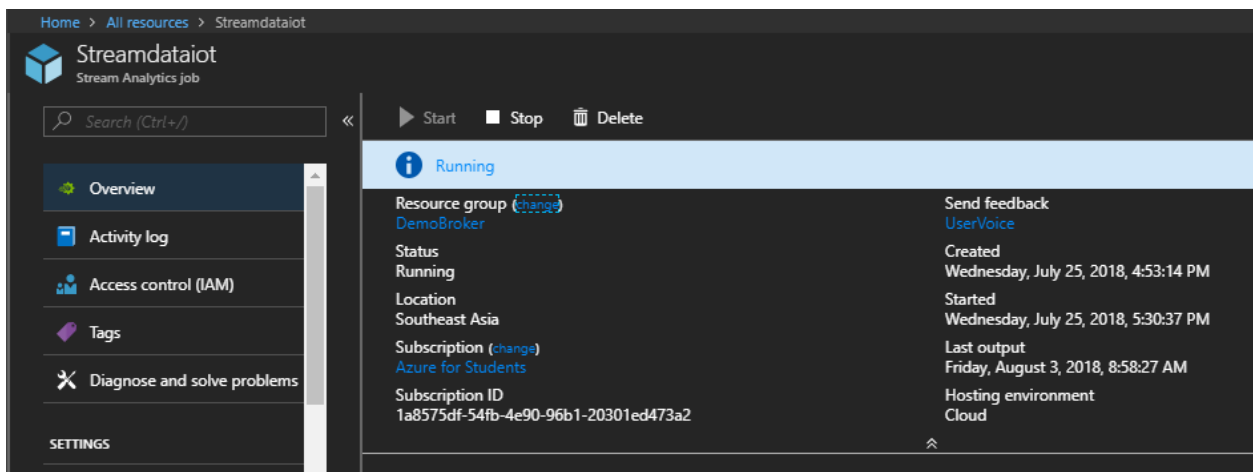 Home > All resources > Streamdataiot
Streamdataiot
Stream Analytics job
Search (Ctrl+/)
«
Overview
Activity log
Access control (IAM)
Tags
Diagnose and solve problems
SETTINGS
Start Stop Delete
Running
Resource group (change)
DemoBroker
Status
Running
Location
Southeast Asia
Subscription (change)
Azure for Students
Subscription ID
1a8575df-54fb-4e90-96b1-20301ed473a2
Send feedback
UserVoice
Created
Wednesday, July 25, 2018, 4:53:14 PM
Started
Wednesday, July 25, 2018, 5:30:37 PM
Last output
Friday, August 3, 2018, 8:58:27 AM
Hosting environment
Cloud